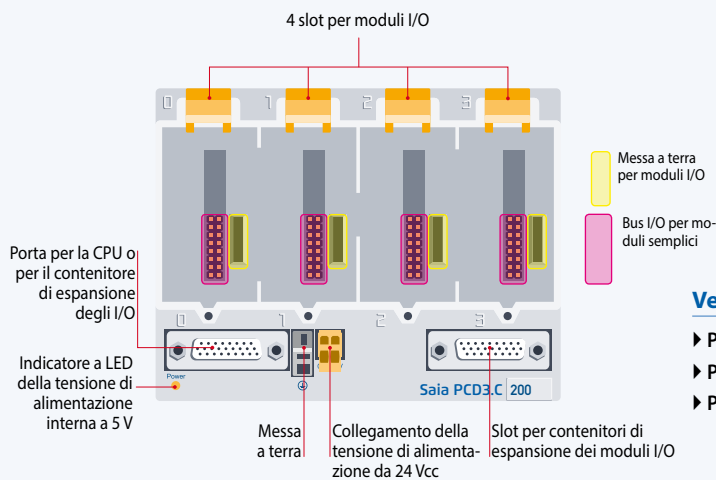 4 slot per moduli I/O
0 1 2 3
Messa a terra
per moduli I/O
Bus I/O per mo-
duli semplici
Porta per la CPU o
per il contenitore
di espansione
degli I/O
0 1 2 3
Indicatore a LED
della tensione di
alimentazione
interna a 5 V
Power
Saia PCD3.C 200
Messa
a terra
Collegamento della
tensione di alimenta-
zione da 24 Vcc
Slot per contenitori di
espansione dei moduli I/O
Ve
P
P
P